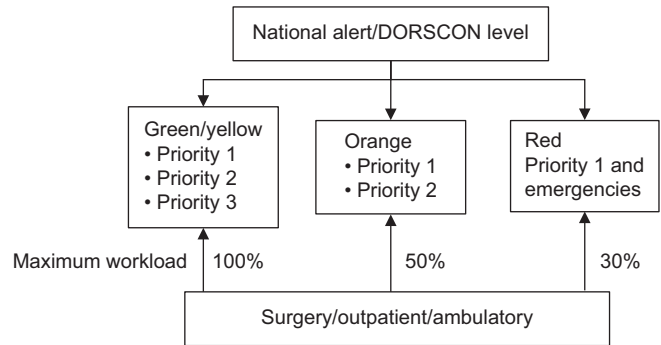 National alert/DORSCON level
Green/yellow
• Priority 1
• Priority 2
• Priority 3
Orange
• Priority 1
• Priority 2
Red
Priority 1 and
emergencies
Maximum workload 100% 50% 30%
Surgery/outpatient/ambulatory